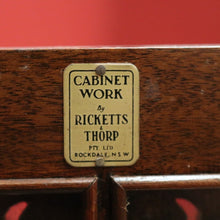 CABINET
WORK
By
RICKETTS
&
THORP
PTY. LTD
ROCKDALE, N.S.W